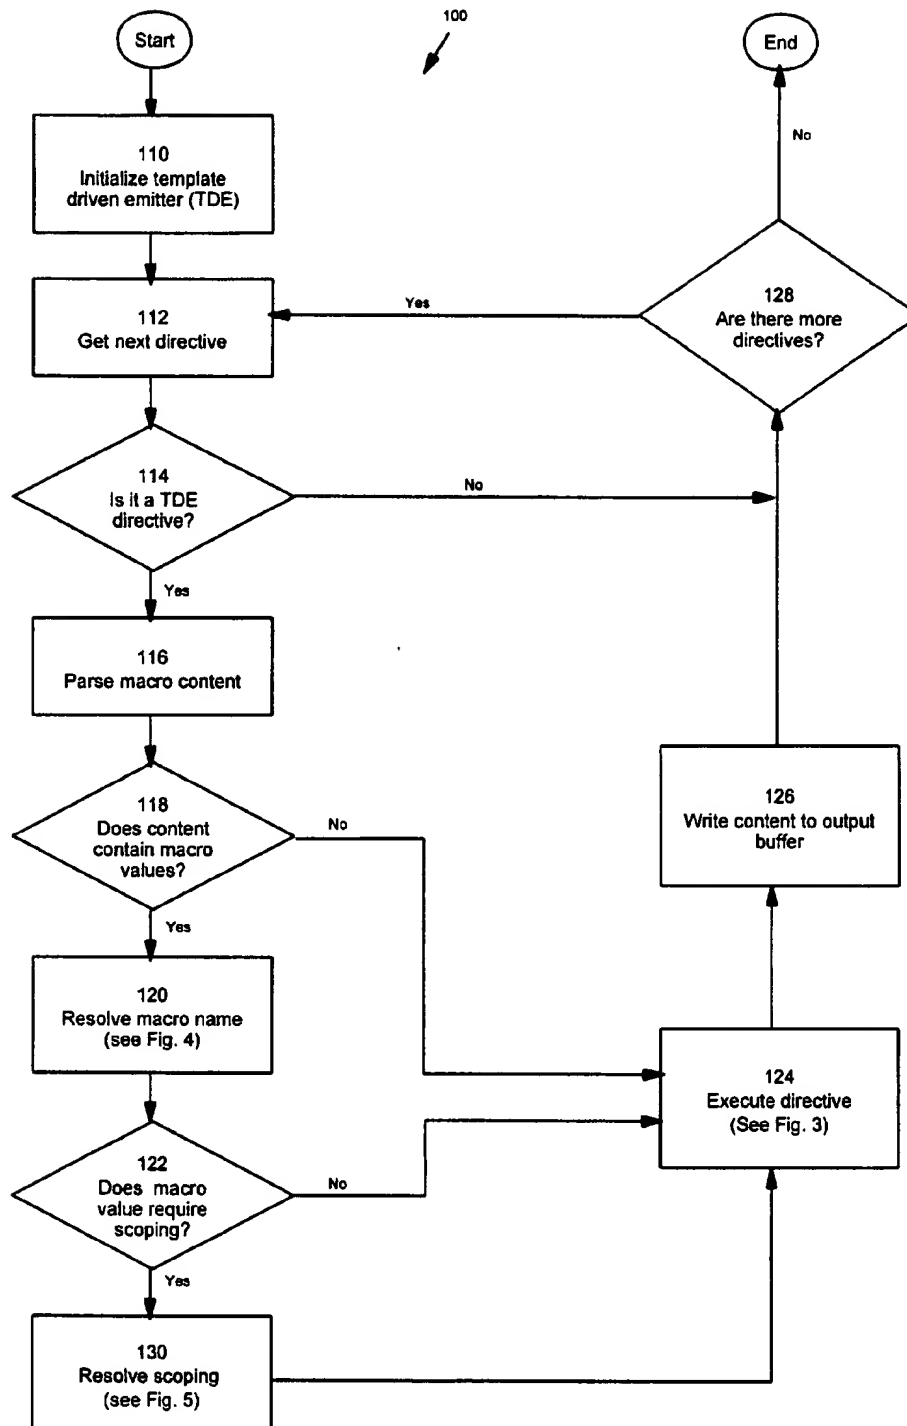 100
Start
End
110
Initialize template
driven emitter (TDE)
No
112
Get next directive
Yes
128
Are there more
directives?
114
Is it a TDE
directive?
No
Yes
116
Parse macro content
118
Does content
contain macro
values?
No
Yes
126
Write content to output
buffer
120
Resolve macro name
(see Fig. 4)
124
Execute directive
(See Fig. 3)
122
Does macro
value require
scoping?
No
Yes
130
Resolve scoping
(see Fig. 5)